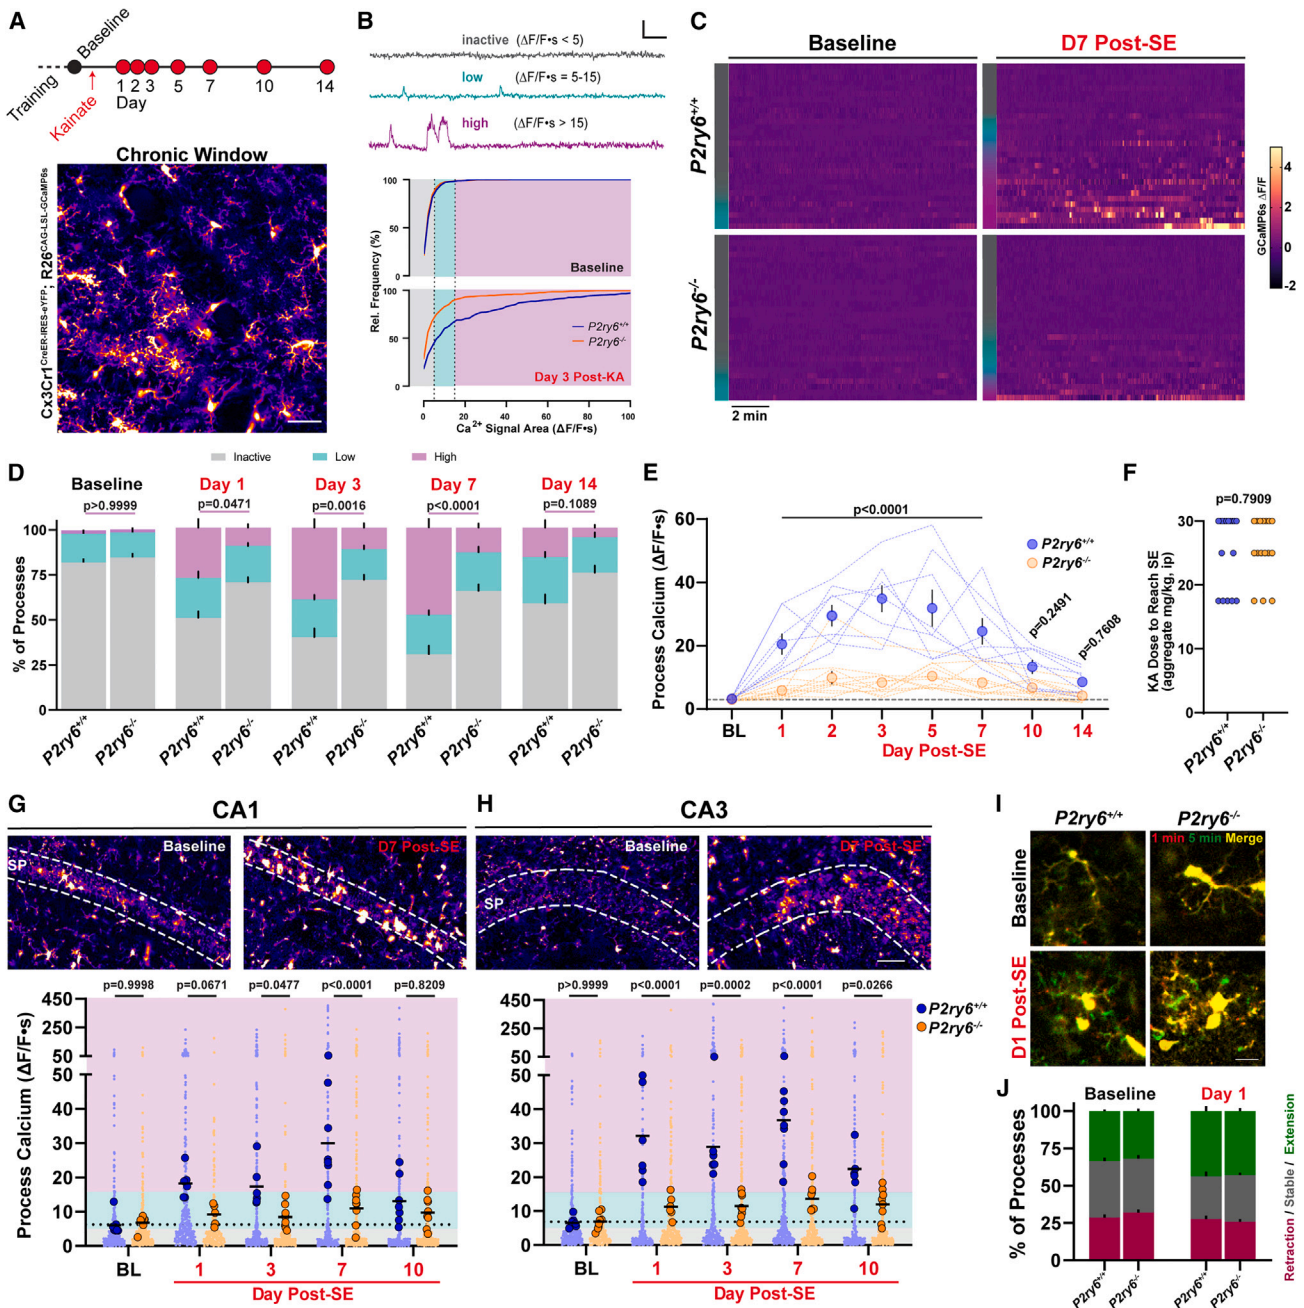 A
Training
Baseline
Kainate
1 2 3 5 7 10 14
Day
Chronic Window
Cx3Cr1CreER-IRES-eYFP; R26CAG-LSL-GCaMP6s
B
inactive (ΔF/F•s < 5)
low (ΔF/F•s = 5-15)
high (ΔF/F•s > 15)
Rel. Frequency (%)
100
50
0
Baseline
100
50
0
P2ry6+/+
P2ry6-/-
Day 3 Post-KA
0 20 40 60 80 100
Ca2+ Signal Area (ΔF/F•s)
C
Baseline
D7 Post-SE
P2ry6+/+
P2ry6-/-
2 min
4
2
0
-2
GCaMP6s ΔF/F
D
Inactive Low High
Baseline Day 1 Day 3 Day 7 Day 14
p>0.9999 p=0.0471 p=0.0016 p<0.0001 p=0.1089
% of Processes
100
75
50
25
0
P2ry6+/+ P2ry6-/- P2ry6+/+ P2ry6-/- P2ry6+/+ P2ry6-/- P2ry6+/+ P2ry6-/- P2ry6+/+ P2ry6-/-
E
Process Calcium (ΔF/F•s)
60
40
20
0
p<0.0001
P2ry6+/+
P2ry6-/-
p=0.2491
p=0.7608
BL 1 2 3 5 7 10 14
Day Post-SE
F
p=0.7909
KA Dose to Reach SE
(aggregate mg/kg, ip)
30
20
10
0
P2ry6+/+ P2ry6-/-
G
CA1
Baseline
SP
D7 Post-SE
p=0.9998 p=0.0671 p=0.0477 p<0.0001 p=0.8209
Process Calcium (ΔF/F•s)
450
250
50
50
40
30
20
10
0
BL 1 3 7 10
Day Post-SE
H
CA3
Baseline
SP
D7 Post-SE
p>0.9999 p<0.0001 p=0.0002 p<0.0001 p=0.0266
450
250
50
50
40
30
20
10
0
P2ry6+/+
P2ry6-/-
BL 1 3 7 10
Day Post-SE
I
P2ry6+/+ P2ry6-/-
1 min 5 min Merge
Baseline
D1 Post-SE
J
Baseline Day 1
% of Processes
100
75
50
25
0
P2ry6+/+ P2ry6-/- P2ry6+/+ P2ry6-/-
Retraction / Stable / Extension